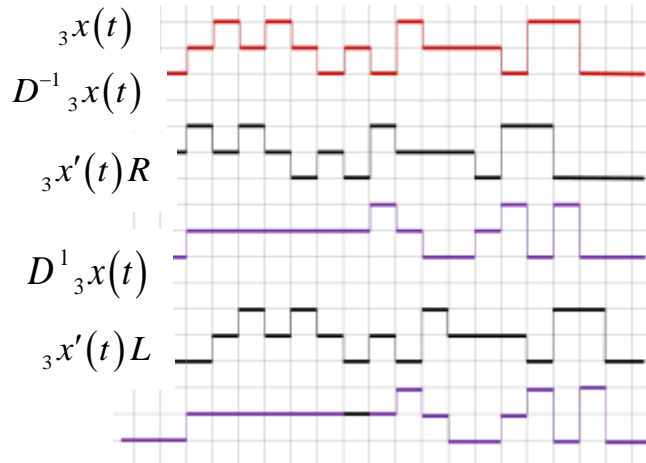 ₃x(t)
D⁻¹ ₃x(t)
₃x′(t)R
D¹ ₃x(t)
₃x′(t)L